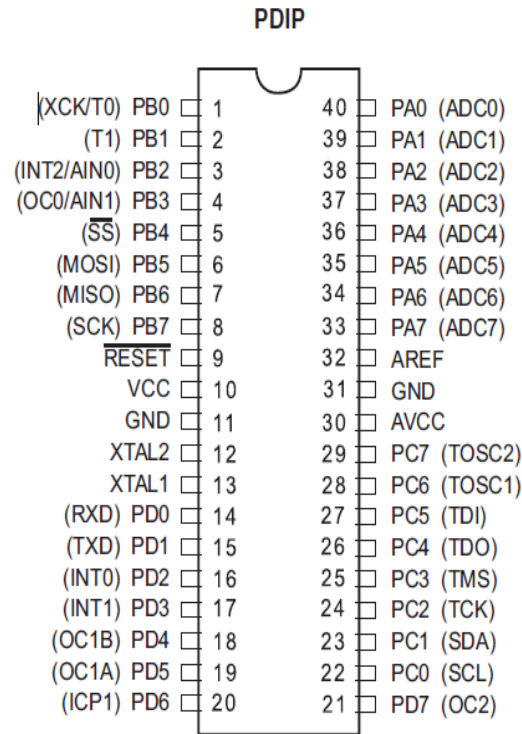 PDIP
(XCK/T0) PB0 1 40 PA0 (ADC0)
(T1) PB1 2 39 PA1 (ADC1)
(INT2/AIN0) PB2 3 38 PA2 (ADC2)
(OC0/AIN1) PB3 4 37 PA3 (ADC3)
(SS) PB4 5 36 PA4 (ADC4)
(MOSI) PB5 6 35 PA5 (ADC5)
(MISO) PB6 7 34 PA6 (ADC6)
(SCK) PB7 8 33 PA7 (ADC7)
RESET 9 32 AREF
VCC 10 31 GND
GND 11 30 AVCC
XTAL2 12 29 PC7 (TOSC2)
XTAL1 13 28 PC6 (TOSC1)
(RXD) PD0 14 27 PC5 (TDI)
(TXD) PD1 15 26 PC4 (TDO)
(INT0) PD2 16 25 PC3 (TMS)
(INT1) PD3 17 24 PC2 (TCK)
(OC1B) PD4 18 23 PC1 (SDA)
(OC1A) PD5 19 22 PC0 (SCL)
(ICP1) PD6 20 21 PD7 (OC2)